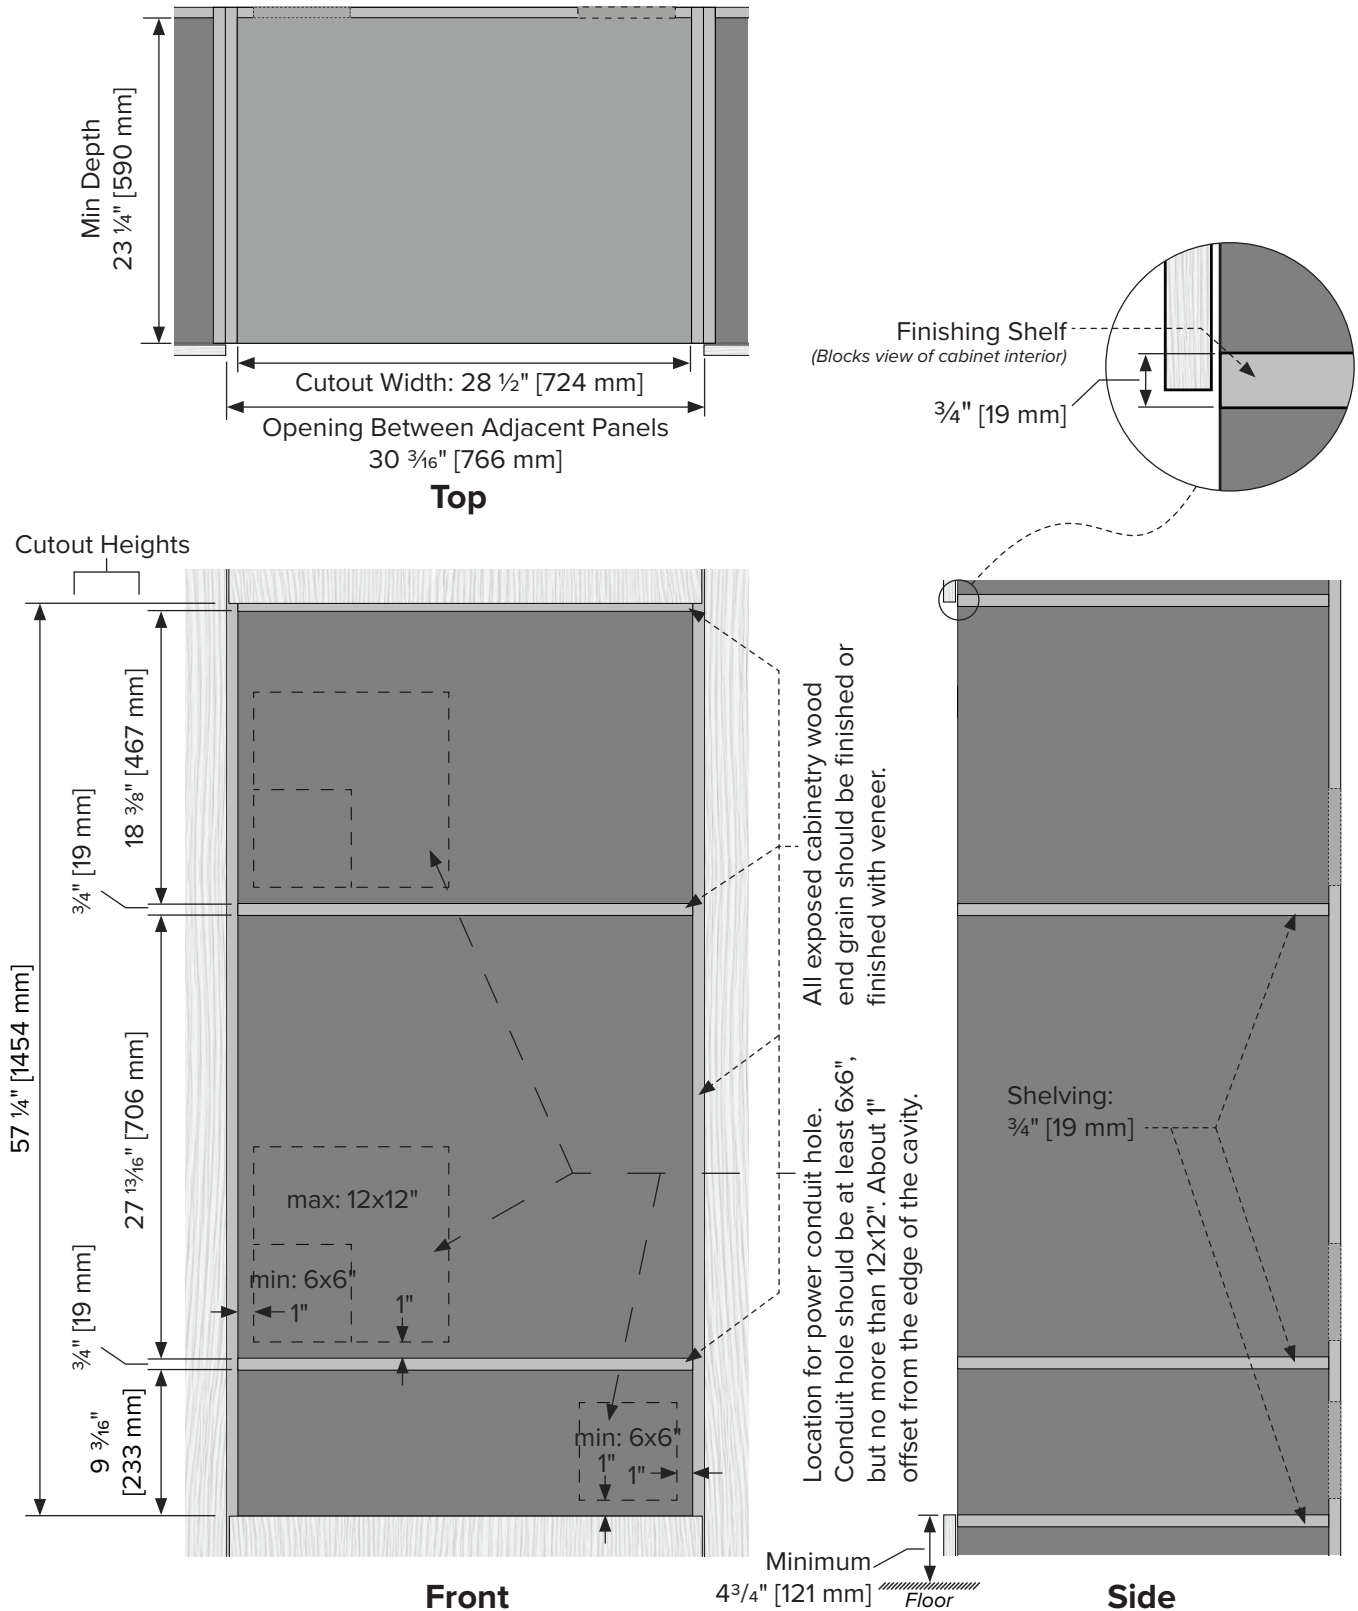 Min Depth
23 ¼" [590 mm]
Cutout Width: 28 ½" [724 mm]
Opening Between Adjacent Panels
30 ³⁄₁₆" [766 mm]
Top
Finishing Shelf
(Blocks view of cabinet interior)
¾" [19 mm]
Cutout Heights
57 ¼" [1454 mm]
18 ⅜" [467 mm]
¾" [19 mm]
27 ¹³⁄₁₆" [706 mm]
¾" [19 mm]
9 ³⁄₁₆"
[233 mm]
max: 12x12"
min: 6x6"
1"
1"
min: 6x6"
1"
1"
All exposed cabinetry wood
end grain should be finished or
finished with veneer.
Location for power conduit hole.
Conduit hole should be at least 6x6",
but no more than 12x12". About 1"
offset from the edge of the cavity.
Shelving:
¾" [19 mm]
Minimum
4³/₄" [121 mm]
Floor
Front
Side